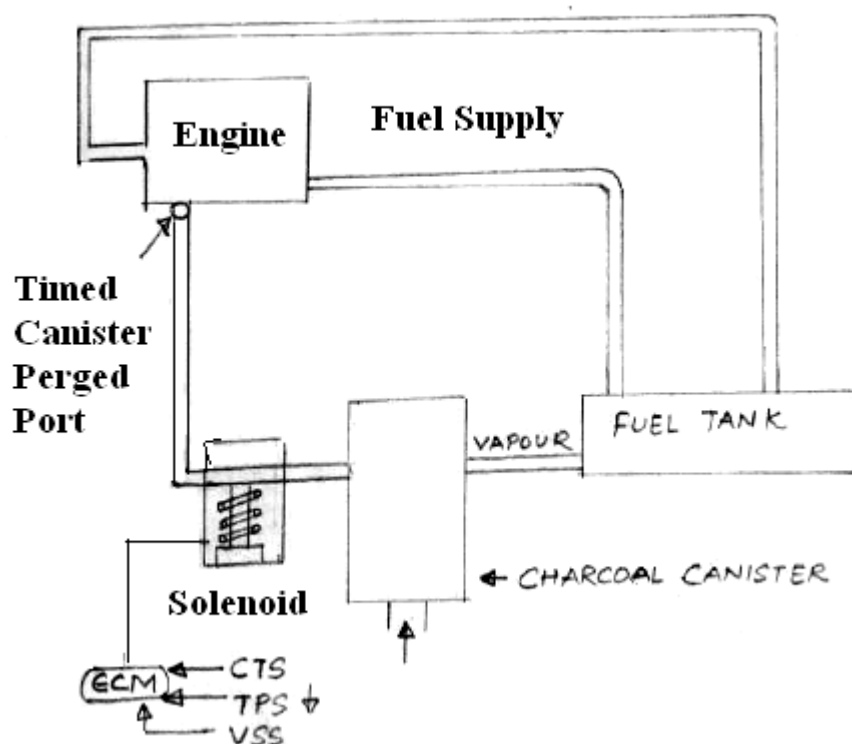 Engine
Fuel Supply
Timed
Canister
Perged
Port
VAPOUR
FUEL TANK
Solenoid
CHARCOAL CANISTER
ECM
CTS
TPS
VSS